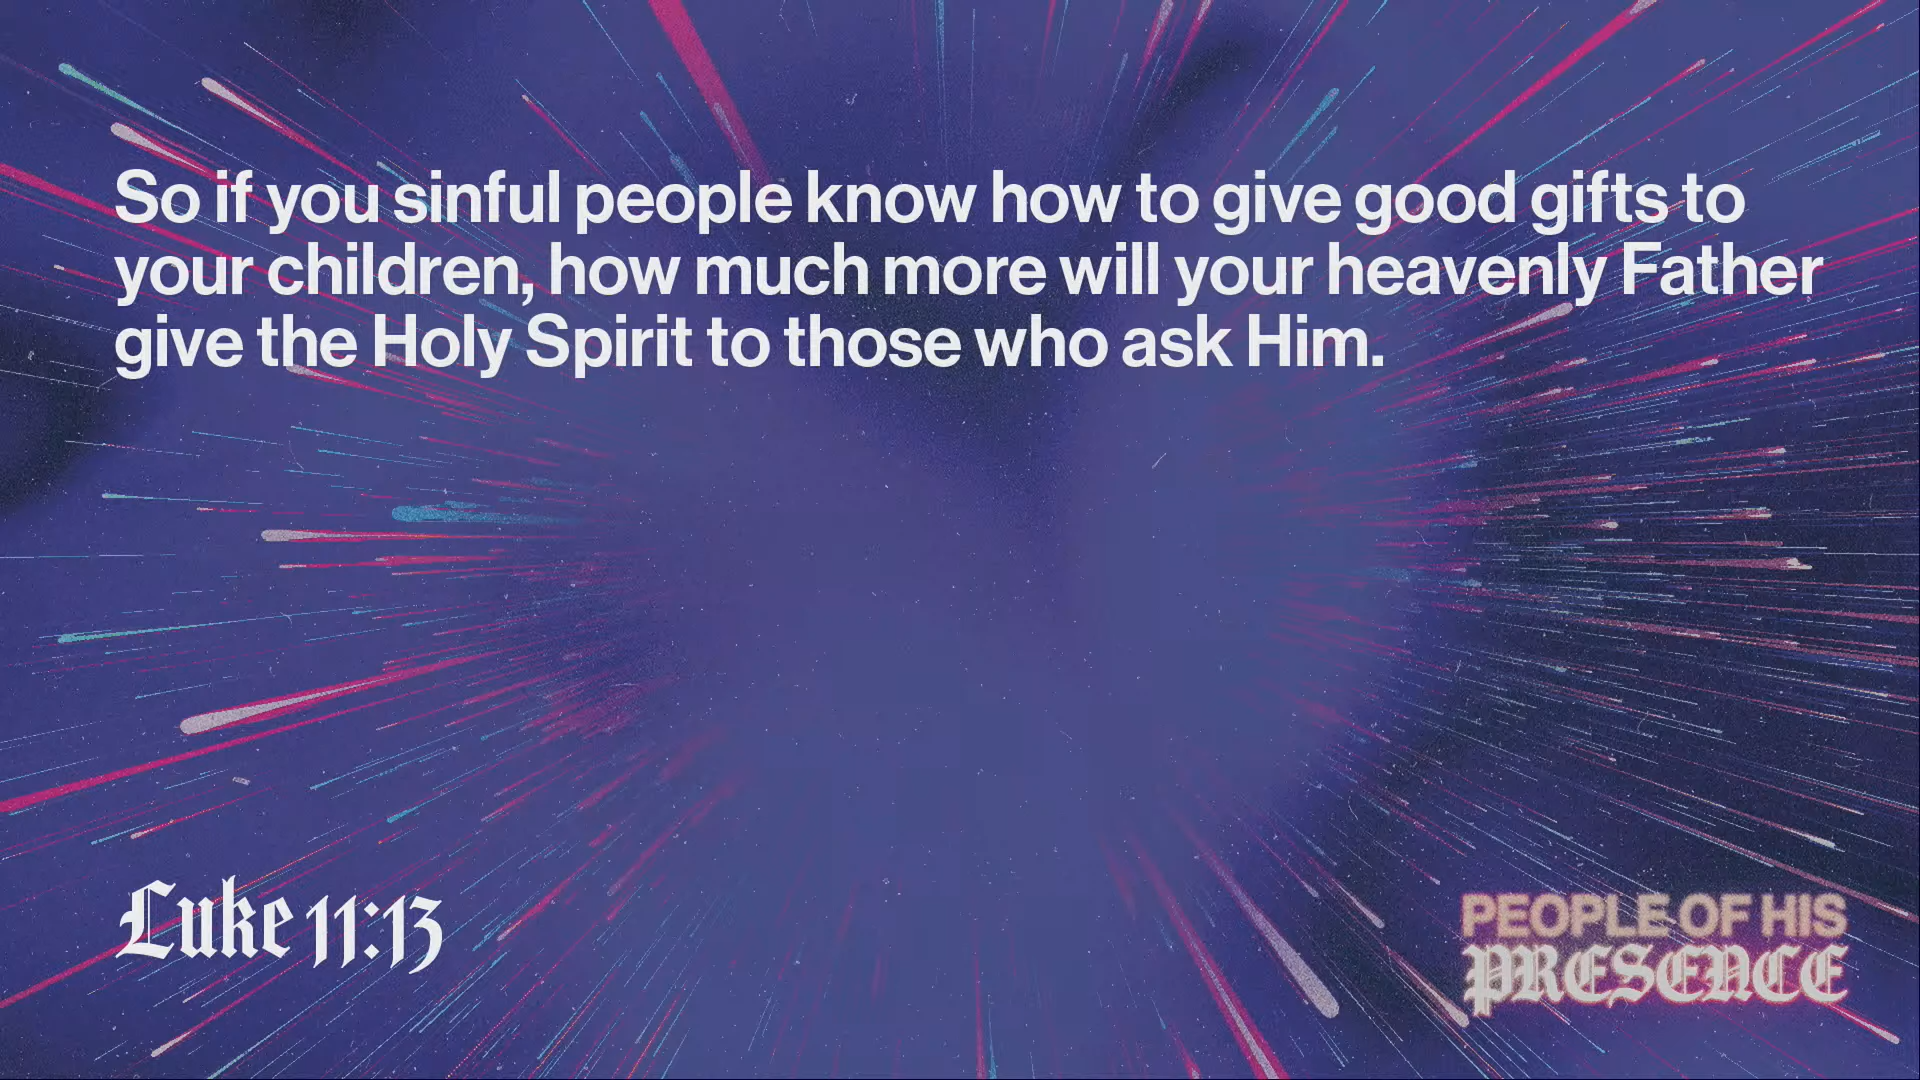 So if you sinful people know how to give good gifts to
your children, how much more will your heavenly Father
give the Holy Spirit to those who ask Him.
Luke 11:13
PEOPLE OF HIS
PRESENCE